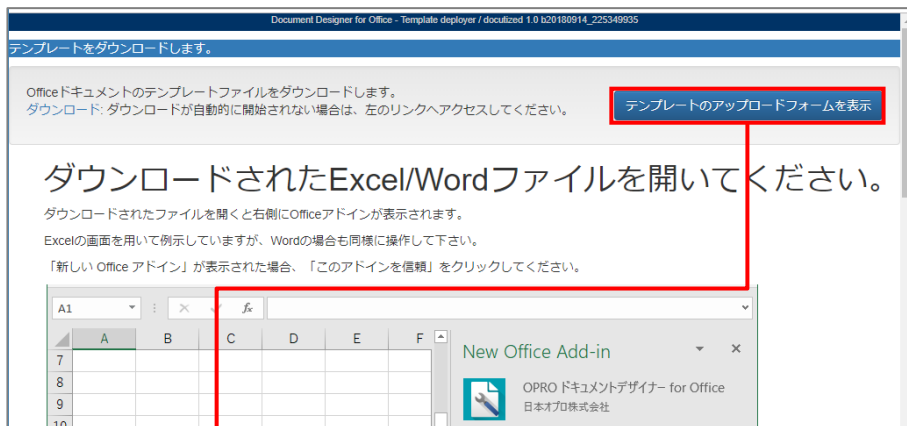 Document Designer for Office - Template deployer / docutized 1.0 b20180914_225349935
テンプレートをダウンロードします。
Officeドキュメントのテンプレートファイルをダウンロードします。
ダウンロード: ダウンロードが自動的に開始されない場合は、左のリンクへアクセスしてください。
テンプレートのアップロードフォームを表示
ダウンロードされたExcel/Wordファイルを開いてください。
ダウンロードされたファイルを開くと右側にOfficeアドインが表示されます。
Excelの画面を用いて例示していますが、Wordの場合も同様に操作して下さい。
「新しい Office アドイン」が表示された場合、「このアドインを信頼」をクリックしてください。
A1 fx
A B C D E F
7
8
9
10
New Office Add-in
OPRO ドキュメントデザイナー for Office
日本オプロ株式会社